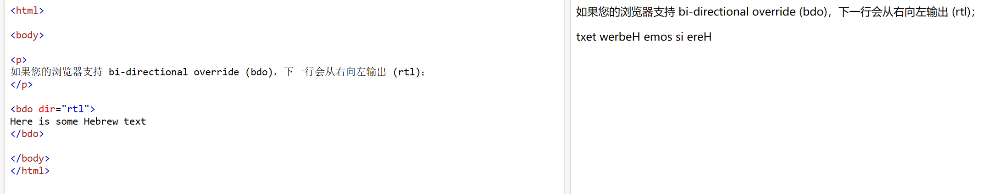 <html>
<body>
<p>
如果您的浏览器支持 bi-directional override (bdo)，下一行会从右向左输出 (rtl)；
</p>
<bdo dir="rtl">
Here is some Hebrew text
</bdo>
</body>
</html>
如果您的浏览器支持 bi-directional override (bdo)，下一行会从右向左输出 (rtl)；
txet werbeH emos si ereH